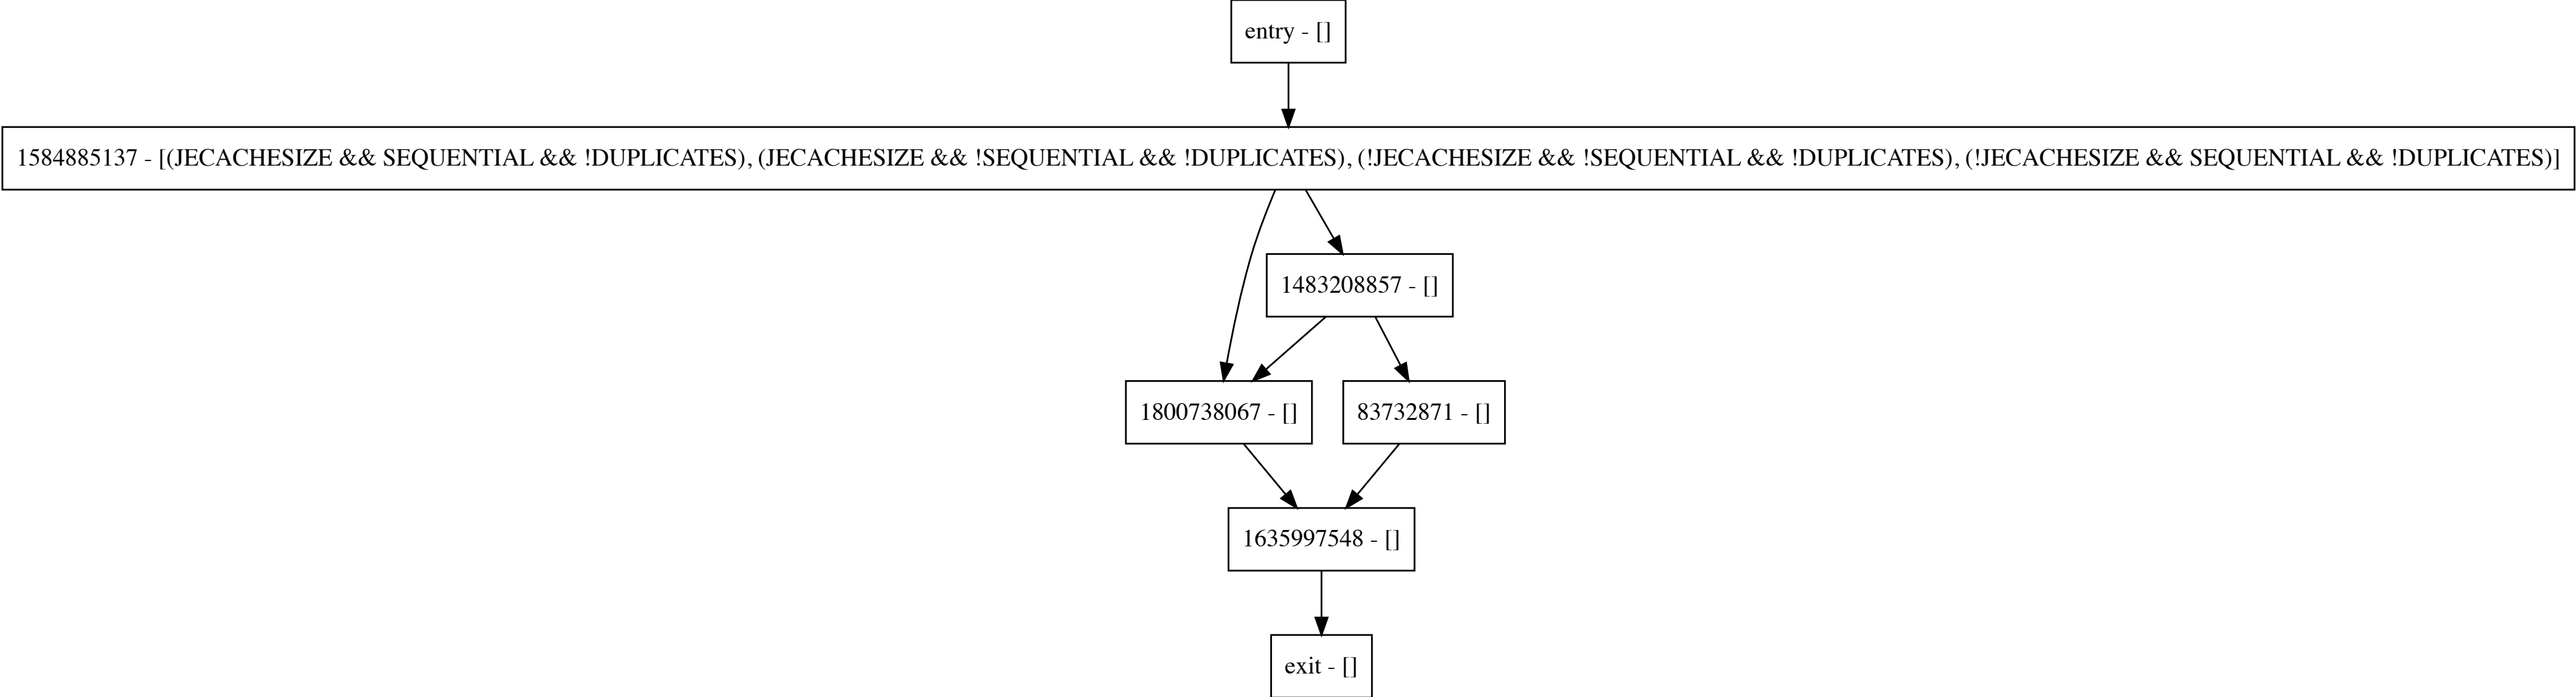 entry - []
1584885137 - [(JECACHESIZE && SEQUENTIAL && !DUPLICATES), (JECACHESIZE && !SEQUENTIAL && !DUPLICATES), (!JECACHESIZE && !SEQUENTIAL && !DUPLICATES), (!JECACHESIZE && SEQUENTIAL && !DUPLICATES)]
1483208857 - []
1800738067 - []
83732871 - []
1635997548 - []
exit - []